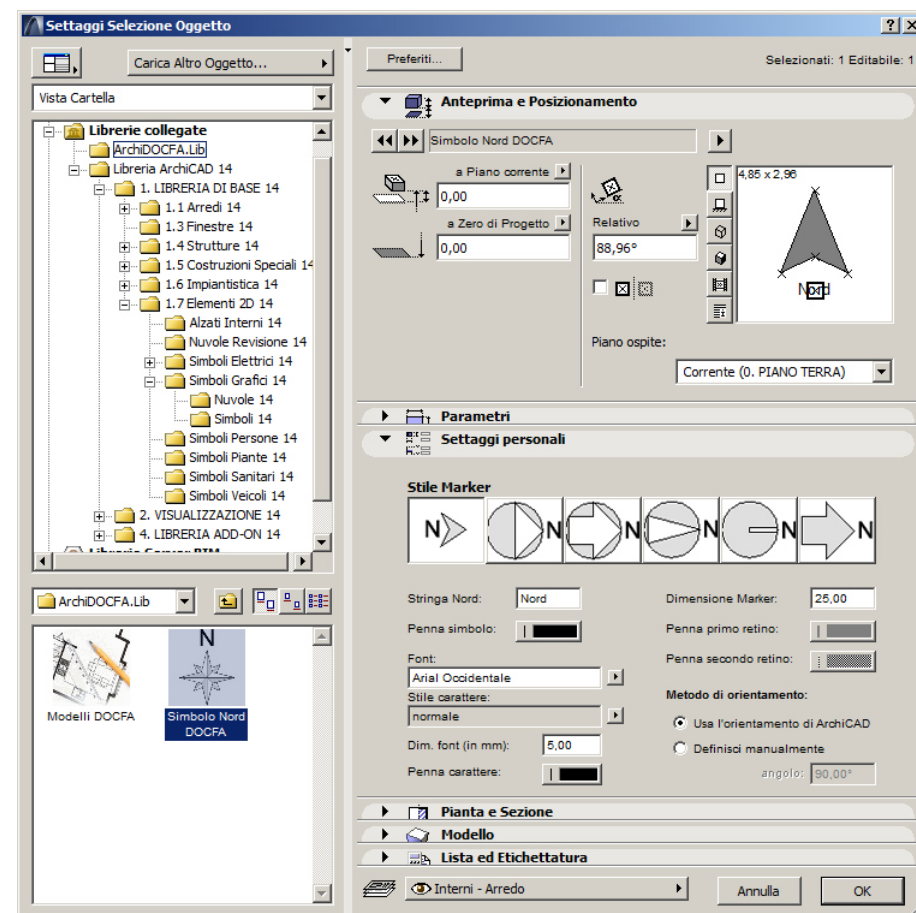 Settaggi Selezione Oggetto
Carica Altro Oggetto...
Vista Cartella
Librerie collegate
ArchiDOCFA.Lib
Libreria ArchiCAD 14
1. LIBRERIA DI BASE 14
1.1 Arredi 14
1.3 Finestre 14
1.4 Strutture 14
1.5 Costruzioni Speciali 14
1.6 Impiantistica 14
1.7 Elementi 2D 14
Alzati Interni 14
Nuvole Revisione 14
Simboli Elettrici 14
Simboli Grafici 14
Nuvole 14
Simboli 14
Simboli Persone 14
Simboli Piante 14
Simboli Sanitari 14
Simboli Veicoli 14
2. VISUALIZZAZIONE 14
4. LIBRERIA ADD-ON 14
Libreria Server BIM
ArchiDOCFA.Lib
Modelli DOCFA
N
Simbolo Nord
DOCFA
Preferiti...
Selezionati: 1 Editabile: 1
Anteprima e Posizionamento
Simbolo Nord DOCFA
a Piano corrente
0,00
a Zero di Progetto
0,00
Relativo
88,96°
4,85 x 2,96
Nord
Piano ospite:
Corrente (0. PIANO TERRA)
Parametri
Settaggi personali
Stile Marker
N N N N N N
Stringa Nord: Nord
Dimensione Marker: 25,00
Penna simbolo:
Penna primo retino:
Font:
Penna secondo retino:
Arial Occidentale
Stile carattere:
Metodo di orientamento:
normale
Usa l'orientamento di ArchiCAD
Dim. font (in mm): 5,00
Definisci manualmente
Penna carattere:
angolo: 90,00°
Pianta e Sezione
Modello
Lista ed Etichettatura
Interni - Arredo
Annulla
OK